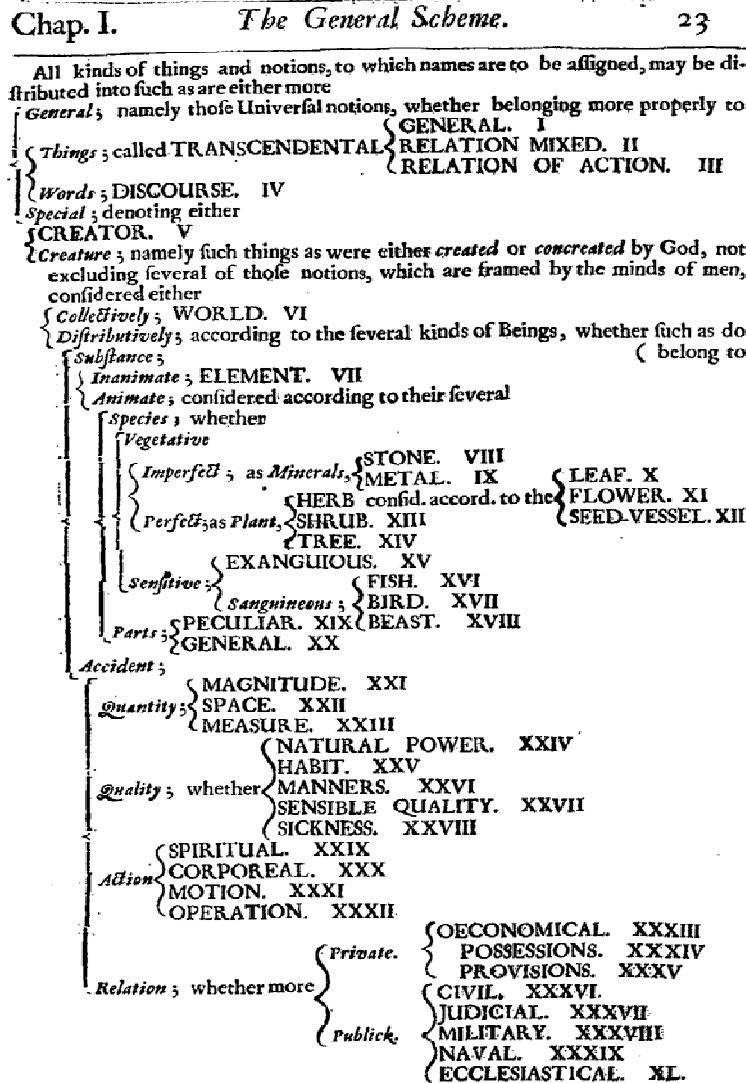 Chap. I. The General Scheme. 23
All kinds of things and notions, to which names are to be aſſigned, may be di-
ſtributed into ſuch as are either more
General; namely thoſe Univerſal notions, whether belonging more properly to
GENERAL. I
Things; called TRANSCENDENTAL RELATION MIXED. II
RELATION OF ACTION. III
Words; DISCOURSE. IV
Special; denoting either
CREATOR. V
Creature; namely ſuch things as were either created or concreated by God, not
excluding ſeveral of thoſe notions, which are framed by the minds of men,
conſidered either
Collectively; WORLD. VI
Diſtributively; according to the ſeveral kinds of Beings, whether ſuch as do
Subſtance; ( belong to
Inanimate; ELEMENT. VII
Animate; conſidered according to their ſeveral
Species; whether
Vegetative
STONE. VIII
Imperfect; as Minerals, METAL. IX LEAF. X
HERB conſid. accord. to the FLOWER. XI
Perfect; as Plant, SHRUB. XIII SEED-VESSEL. XII
TREE. XIV
EXANGUIOUS. XV
Senſitive; FISH. XVI
Sanguineous; BIRD. XVII
PECULIAR. XIX BEAST. XVIII
Parts; GENERAL. XX
Accident;
MAGNITUDE. XXI
Quantity; SPACE. XXII
MEASURE. XXIII
NATURAL POWER. XXIV
HABIT. XXV
Quality; whether MANNERS. XXVI
SENSIBLE QUALITY. XXVII
SICKNESS. XXVIII
SPIRITUAL. XXIX
Action CORPOREAL. XXX
MOTION. XXXI
OPERATION. XXXII
OECONOMICAL. XXXIII
Private. POSSESSIONS. XXXIV
PROVISIONS. XXXV
Relation; whether more CIVIL. XXXVI.
JUDICIAL. XXXVII
Publick. MILITARY. XXXVIII
NAVAL. XXXIX
ECCLESIASTICAL. XL.